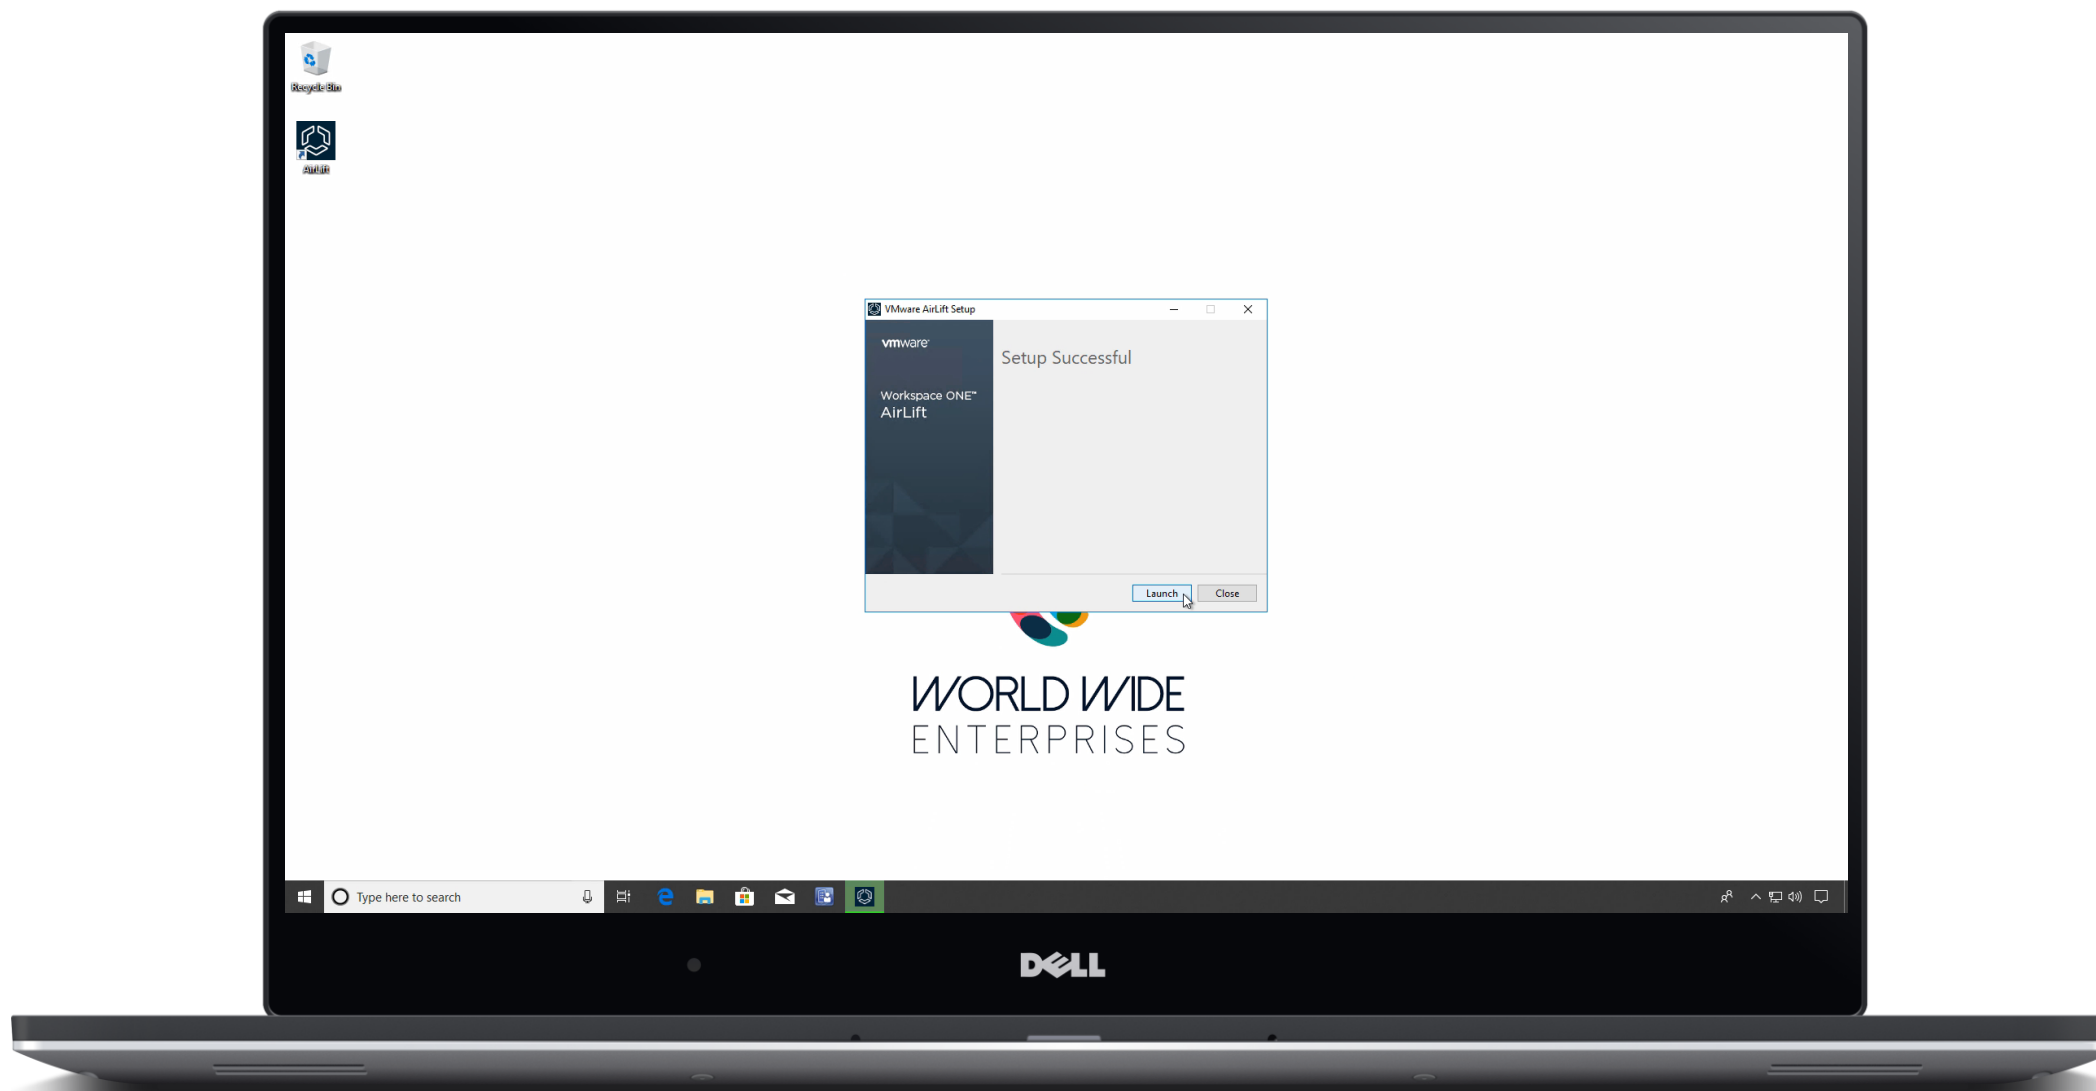 Recycle Bin
AirLift
VMware AirLift Setup
vmware
Setup Successful
Workspace ONE™
AirLift
Launch
Close
WORLD WIDE
ENTERPRISES
Type here to search
DELL